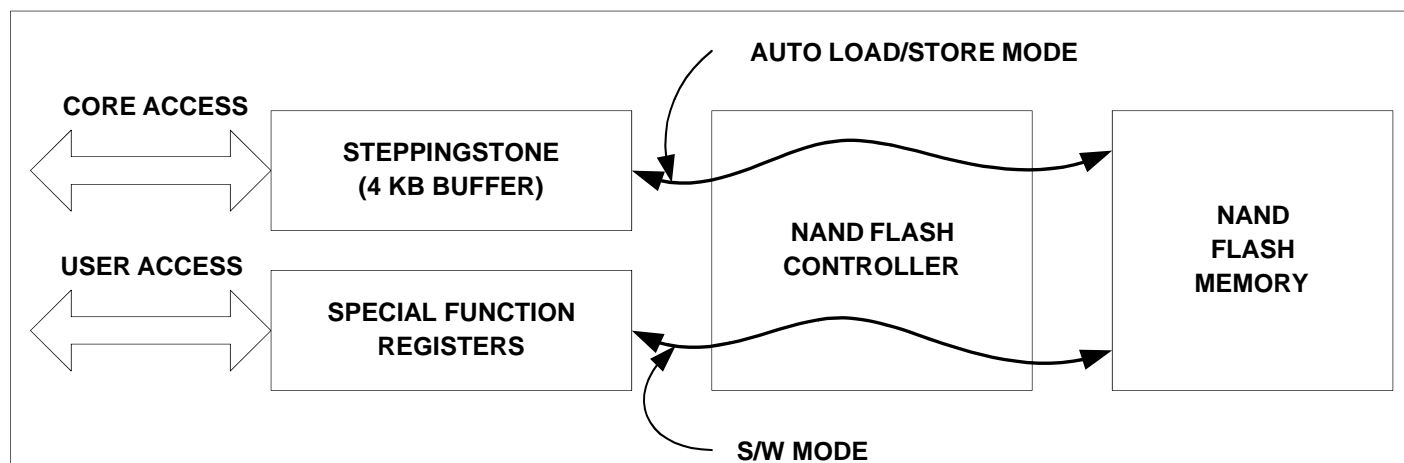 AUTO LOAD/STORE MODE
CORE ACCESS
STEPPINGSTONE
(4 KB BUFFER)
NAND FLASH
CONTROLLER
NAND
FLASH
MEMORY
USER ACCESS
SPECIAL FUNCTION
REGISTERS
S/W MODE